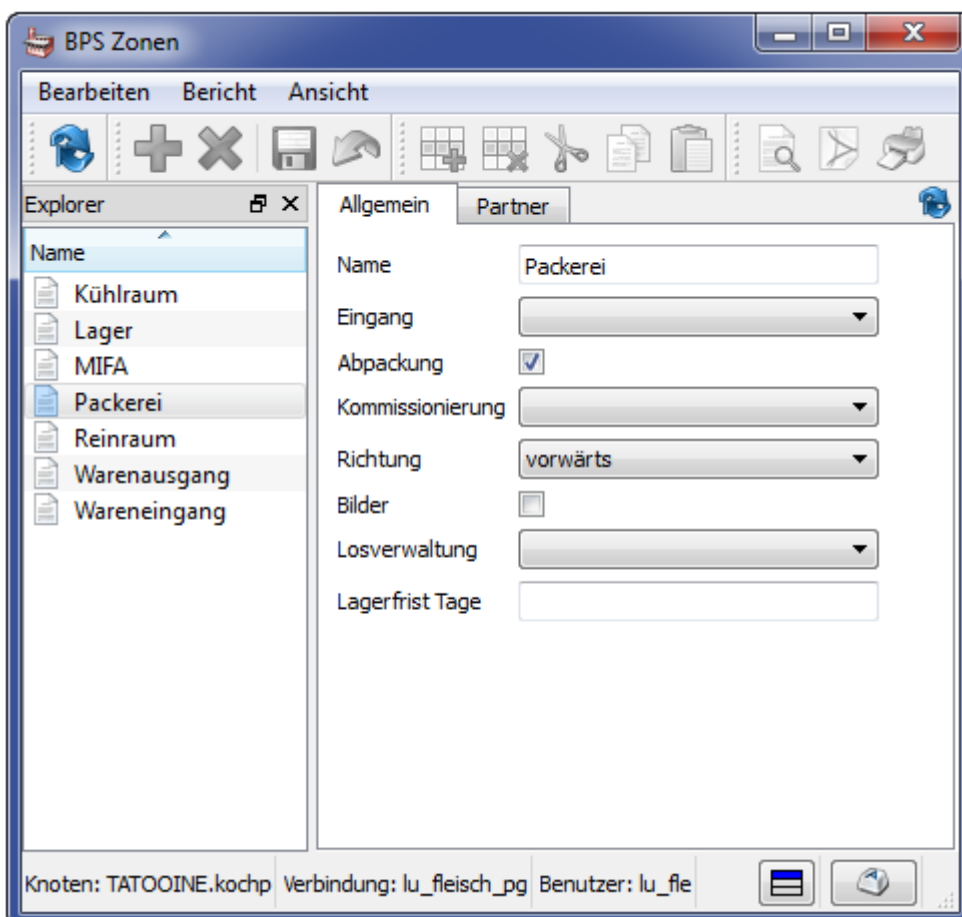 BPS Zonen
Bearbeiten Bericht Ansicht
Explorer
Name
Kühlraum
Lager
MIFA
Packerei
Reinraum
Warenausgang
Wareneingang
Allgemein Partner
Name Packerei
Eingang
Abpackung
Kommissionierung
Richtung vorwärts
Bilder
Losverwaltung
Lagerfrist Tage
Knoten: TATOOINE.kochp Verbindung: lu_fleisch_pg Benutzer: lu_fle